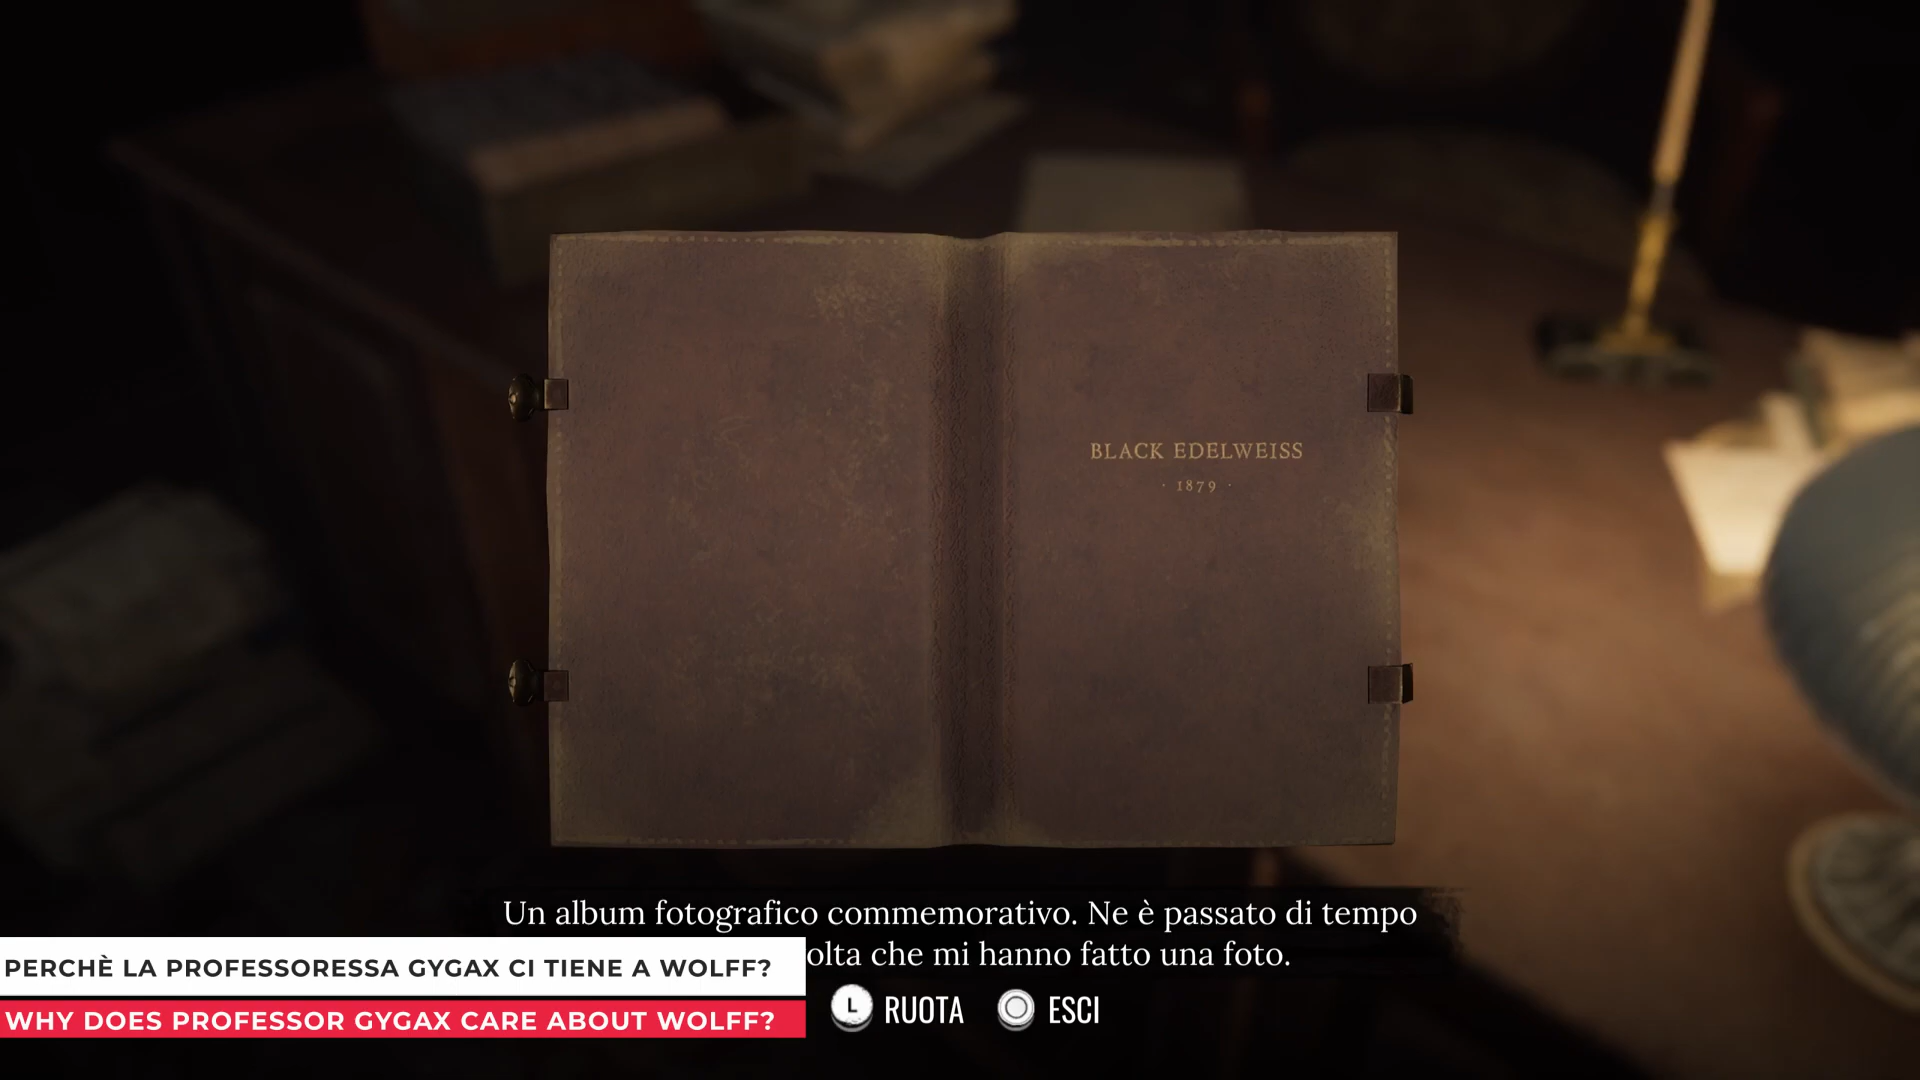 BLACK EDELWEISS
· 1879 ·
Un album fotografico commemorativo. Ne è passato di tempo
olta che mi hanno fatto una foto.
PERCHÈ LA PROFESSORESSA GYGAX CI TIENE A WOLFF?
WHY DOES PROFESSOR GYGAX CARE ABOUT WOLFF?
L RUOTA ESCI